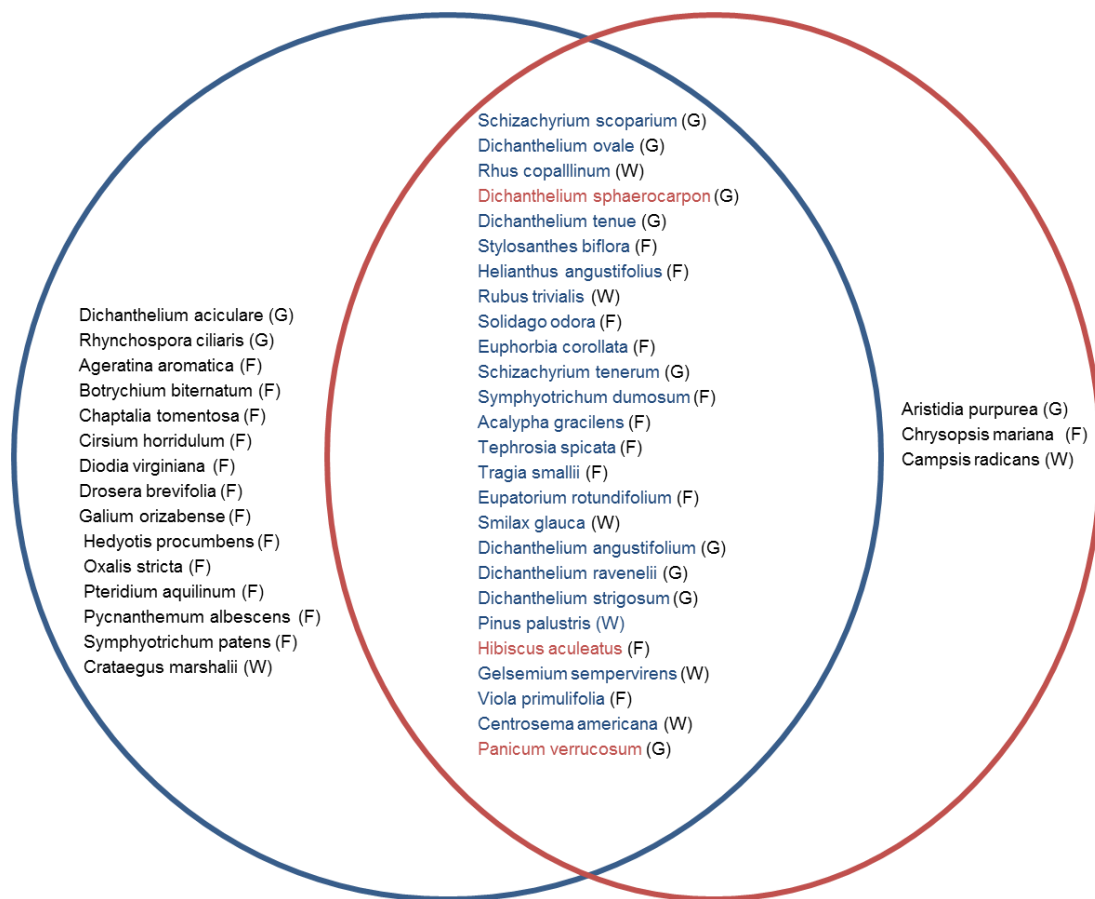 Dichanthelium aciculare (G)
Rhynchospora ciliaris (G)
Ageratina aromatica (F)
Botrychium biternatum (F)
Chaptalia tomentosa (F)
Cirsium horridulum (F)
Diodia virginiana (F)
Drosera brevifolia (F)
Galium orizabense (F)
Hedyotis procumbens (F)
Oxalis stricta (F)
Pteridium aquilinum (F)
Pycnanthemum albescens (F)
Symphyotrichum patens (F)
Crataegus marshalii (W)
Schizachyrium scoparium (G)
Dichanthelium ovale (G)
Rhus copalllinum (W)
Dichanthelium sphaerocarpon (G)
Dichanthelium tenue (G)
Stylosanthes biflora (F)
Helianthus angustifolius (F)
Rubus trivialis (W)
Solidago odora (F)
Euphorbia corollata (F)
Schizachyrium tenerum (G)
Symphyotrichum dumosum (F)
Acalypha gracilens (F)
Tephrosia spicata (F)
Tragia smallii (F)
Eupatorium rotundifolium (F)
Smilax glauca (W)
Dichanthelium angustifolium (G)
Dichanthelium ravenelii (G)
Dichanthelium strigosum (G)
Pinus palustris (W)
Hibiscus aculeatus (F)
Gelsemium sempervirens (W)
Viola primulifolia (F)
Centrosema americana (W)
Panicum verrucosum (G)
Aristidia purpurea (G)
Chrysopsis mariana (F)
Campsis radicans (W)